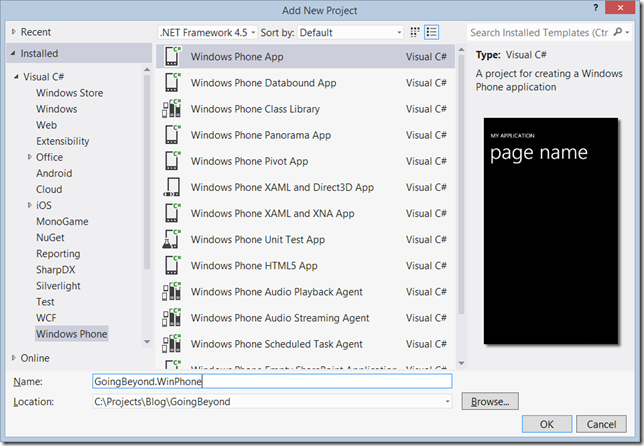 Add New Project
?
Recent
.NET Framework 4.5
Sort by:
Default
Search Installed Templates (Ctr
Installed
Visual C#
Windows Store
Windows
Web
Extensibility
Office
Android
Cloud
iOS
MonoGame
NuGet
Reporting
SharpDX
Silverlight
Test
WCF
Windows Phone
Online
Windows Phone App Visual C#
Windows Phone Databound App Visual C#
Windows Phone Class Library Visual C#
Windows Phone Panorama App Visual C#
Windows Phone Pivot App Visual C#
Windows Phone XAML and Direct3D App Visual C#
Windows Phone XAML and XNA App Visual C#
Windows Phone Unit Test App Visual C#
Windows Phone HTML5 App Visual C#
Windows Phone Audio Playback Agent Visual C#
Windows Phone Audio Streaming Agent Visual C#
Windows Phone Scheduled Task Agent Visual C#
Windows Phone Empty SharePoint Application Visual C#
Type: Visual C#
A project for creating a Windows
Phone application
MY APPLICATION
page name
Name: GoingBeyond.WinPhone
Location: C:\Projects\Blog\GoingBeyond
Browse...
OK
Cancel